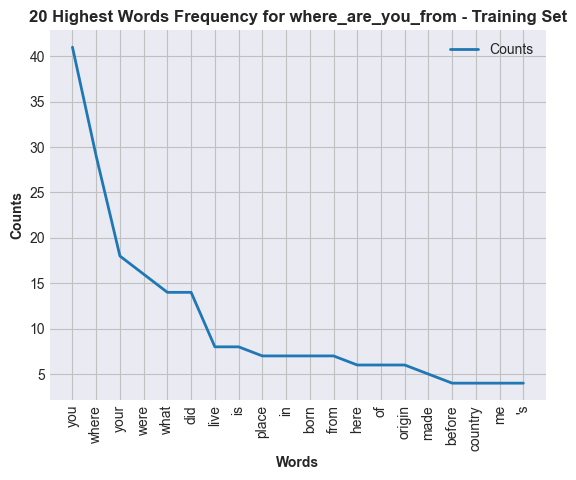 20 Highest Words Frequency for where_are_you_from - Training Set
Counts
40
35
30
25
20
15
10
5
Counts
you
where
your
were
what
did
live
is
place
in
born
from
here
of
origin
made
before
country
me
's
Words